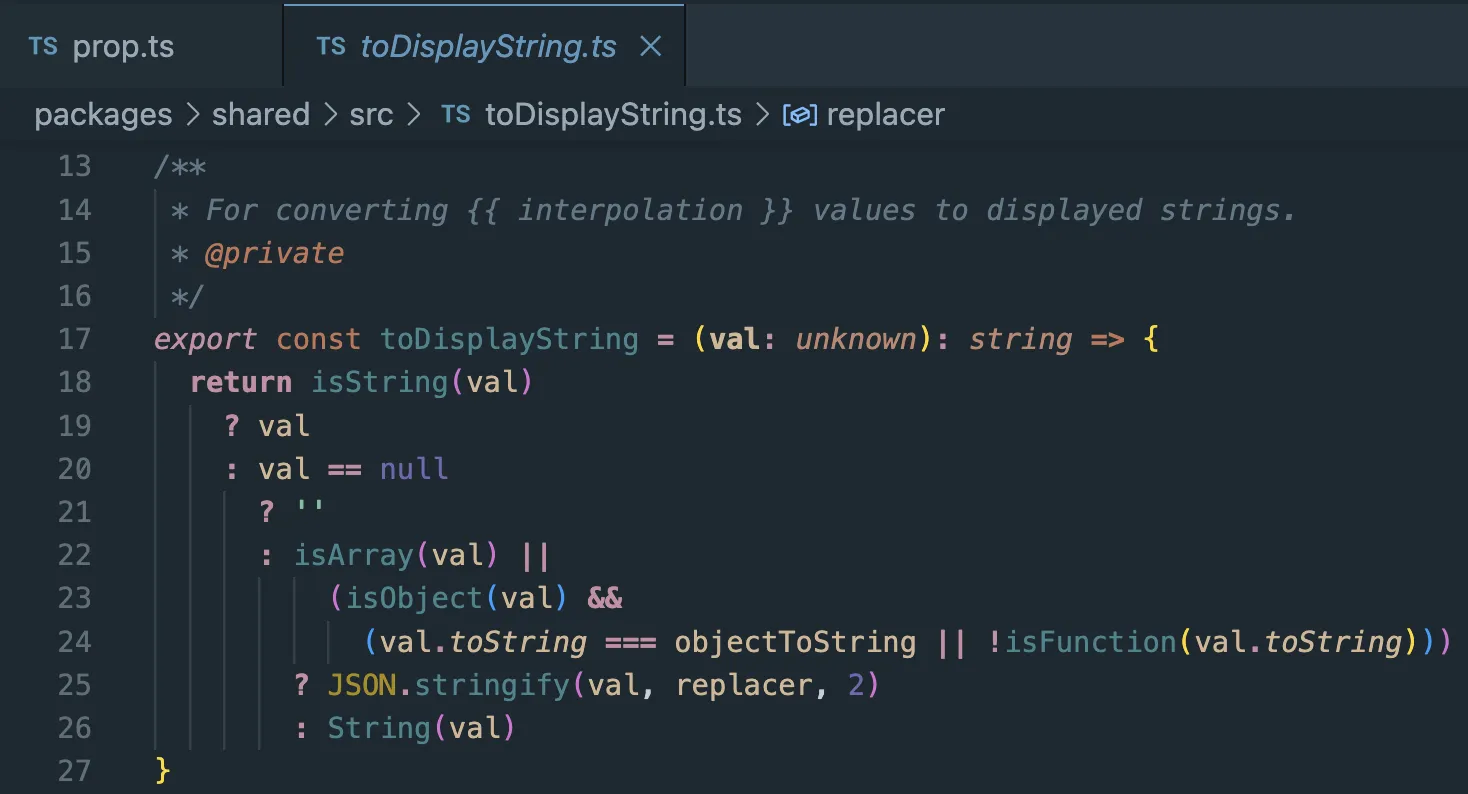 TS prop.ts TS toDisplayString.ts ×
packages > shared > src > TS toDisplayString.ts > replacer
13 /**
14  * For converting {{ interpolation }} values to displayed strings.
15  * @private
16  */
17 export const toDisplayString = (val: unknown): string => {
18   return isString(val)
19     ? val
20     : val == null
21       ? ''
22       : isArray(val) ||
23           (isObject(val) &&
24             (val.toString === objectToString || !isFunction(val.toString)))
25         ? JSON.stringify(val, replacer, 2)
26         : String(val)
27 }